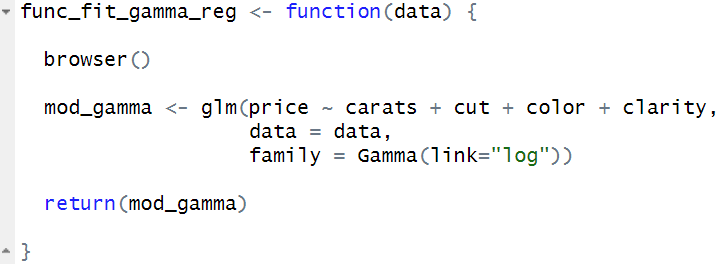 func_fit_gamma_reg <- function(data) {
browser()
mod_gamma <- glm(price ~ carats + cut + color + clarity,
data = data,
family = Gamma(link="log"))
return(mod_gamma)
}